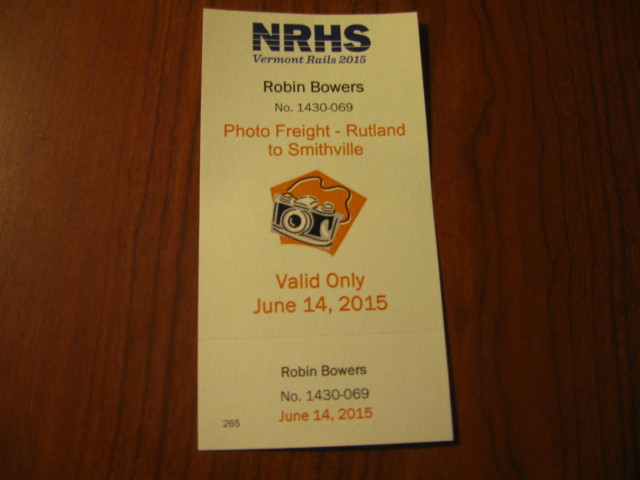 NRHS
Vermont Rails 2015
Robin Bowers
No. 1430-069
Photo Freight - Rutland
to Smithville
Valid Only
June 14, 2015
Robin Bowers
No. 1430-069
June 14, 2015
265